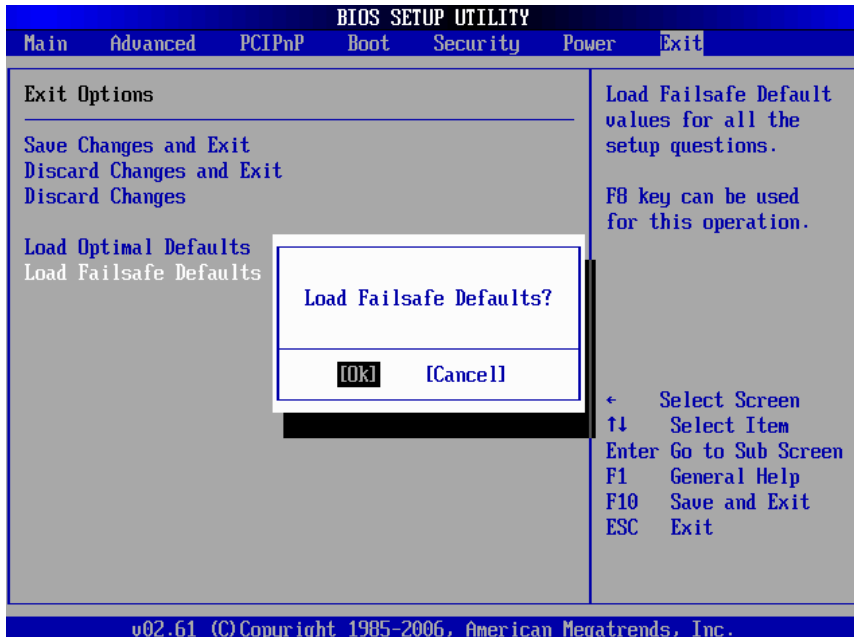 BIOS SETUP UTILITY
Main Advanced PCIPnP Boot Security Power Exit
Exit Options
Save Changes and Exit
Discard Changes and Exit
Discard Changes
Load Optimal Defaults
Load Failsafe Defaults
Load Failsafe Defaults?
[Ok] [Cancel]
Load Failsafe Default
values for all the
setup questions.
F8 key can be used
for this operation.
← Select Screen
↑↓ Select Item
Enter Go to Sub Screen
F1 General Help
F10 Save and Exit
ESC Exit
v02.61 (C)Copyright 1985-2006, American Megatrends, Inc.